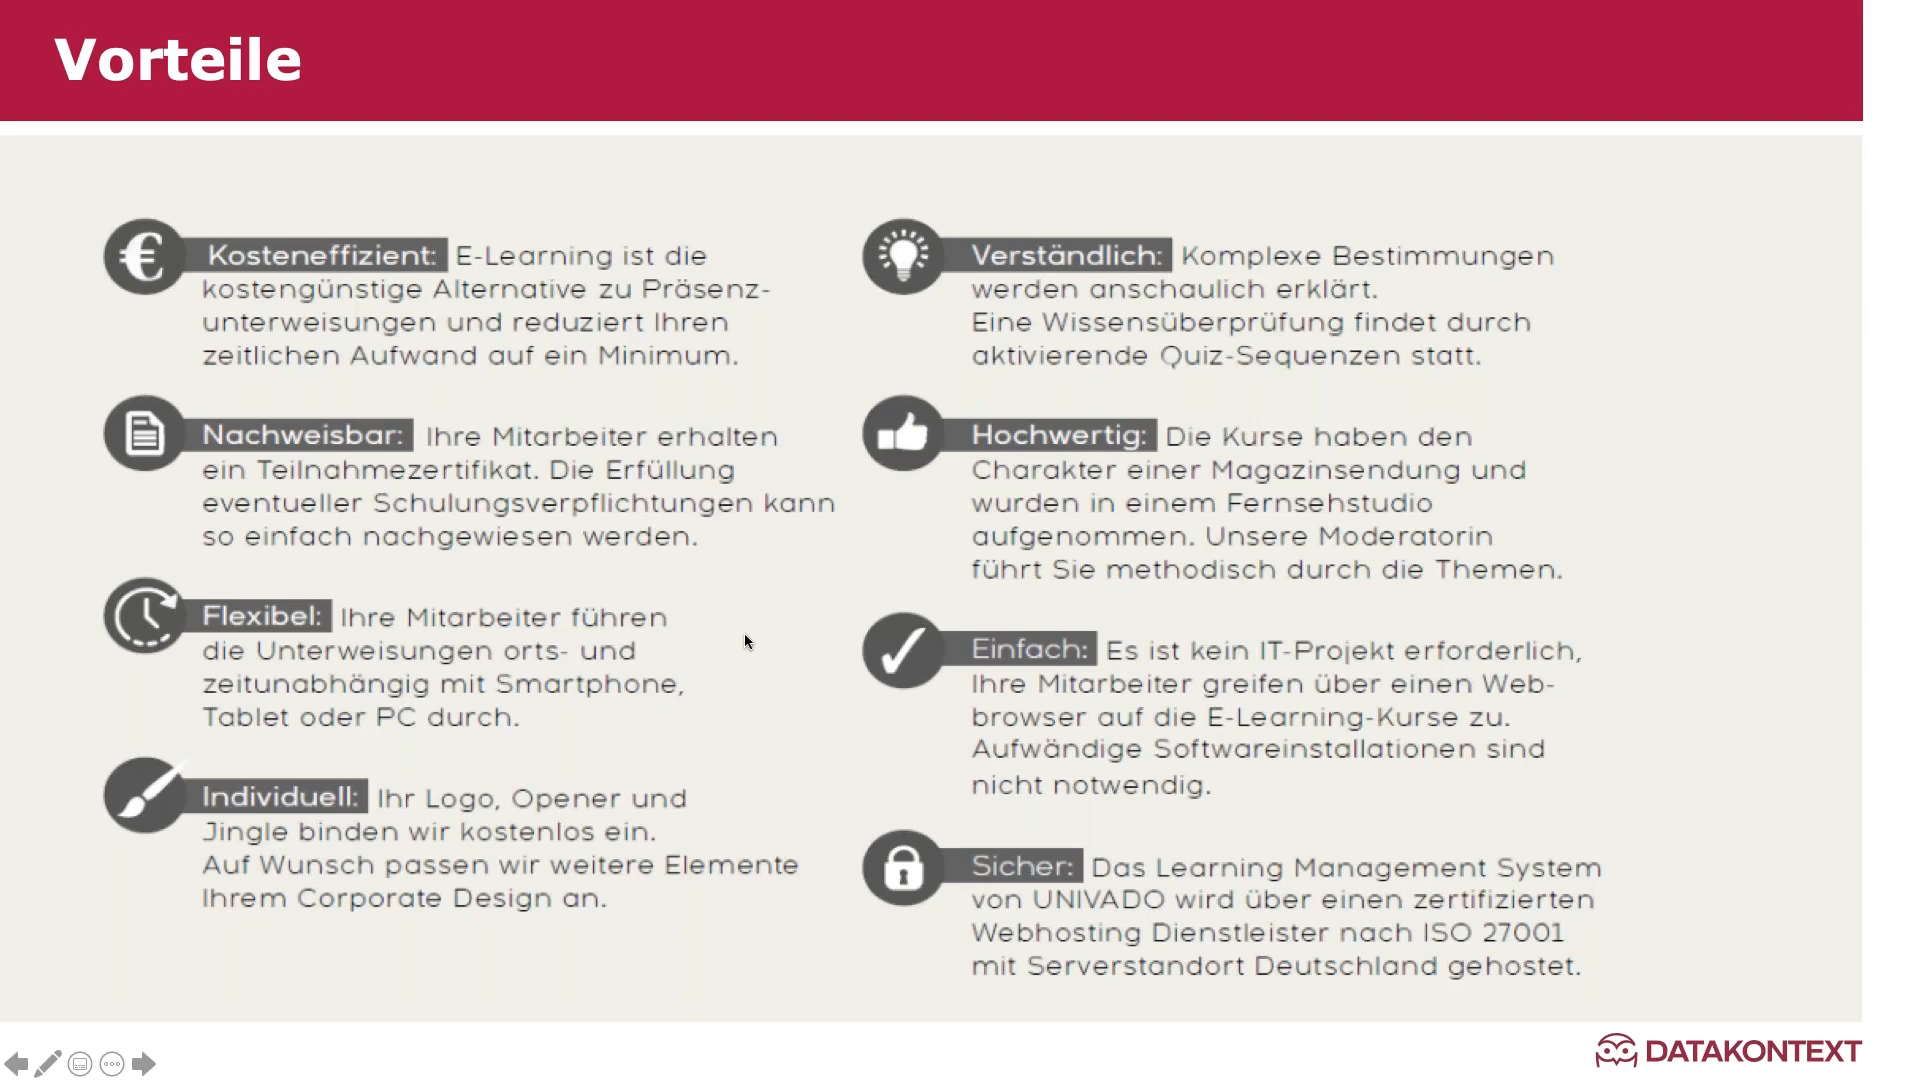 Vorteile
Kosteneffizient: E-Learning ist die
kostengünstige Alternative zu Präsenz-
unterweisungen und reduziert Ihren
zeitlichen Aufwand auf ein Minimum.
Nachweisbar: Ihre Mitarbeiter erhalten
ein Teilnahmezertifikat. Die Erfüllung
eventueller Schulungsverpflichtungen kann
so einfach nachgewiesen werden.
Flexibel: Ihre Mitarbeiter führen
die Unterweisungen orts- und
zeitunabhängig mit Smartphone,
Tablet oder PC durch.
Individuell: Ihr Logo, Opener und
Jingle binden wir kostenlos ein.
Auf Wunsch passen wir weitere Elemente
Ihrem Corporate Design an.
Verständlich: Komplexe Bestimmungen
werden anschaulich erklärt.
Eine Wissensüberprüfung findet durch
aktivierende Quiz-Sequenzen statt.
Hochwertig: Die Kurse haben den
Charakter einer Magazinsendung und
wurden in einem Fernsehstudio
aufgenommen. Unsere Moderatorin
führt Sie methodisch durch die Themen.
Einfach: Es ist kein IT-Projekt erforderlich,
Ihre Mitarbeiter greifen über einen Web-
browser auf die E-Learning-Kurse zu.
Aufwändige Softwareinstallationen sind
nicht notwendig.
Sicher: Das Learning Management System
von UNIVADO wird über einen zertifizierten
Webhosting Dienstleister nach ISO 27001
mit Serverstandort Deutschland gehostet.
DATAKONTEXT